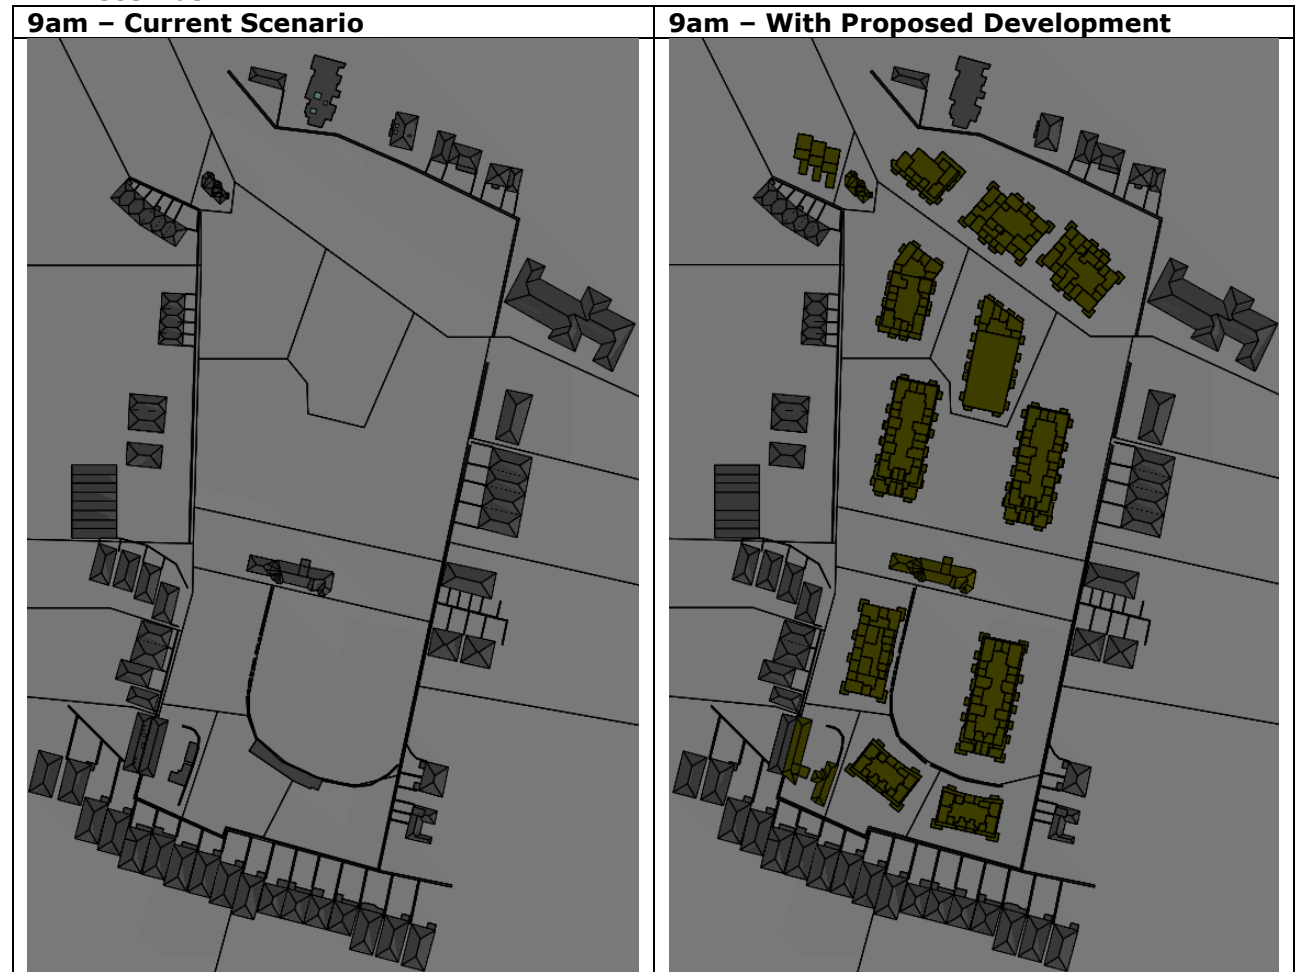 9am – Current Scenario
9am – With Proposed Development